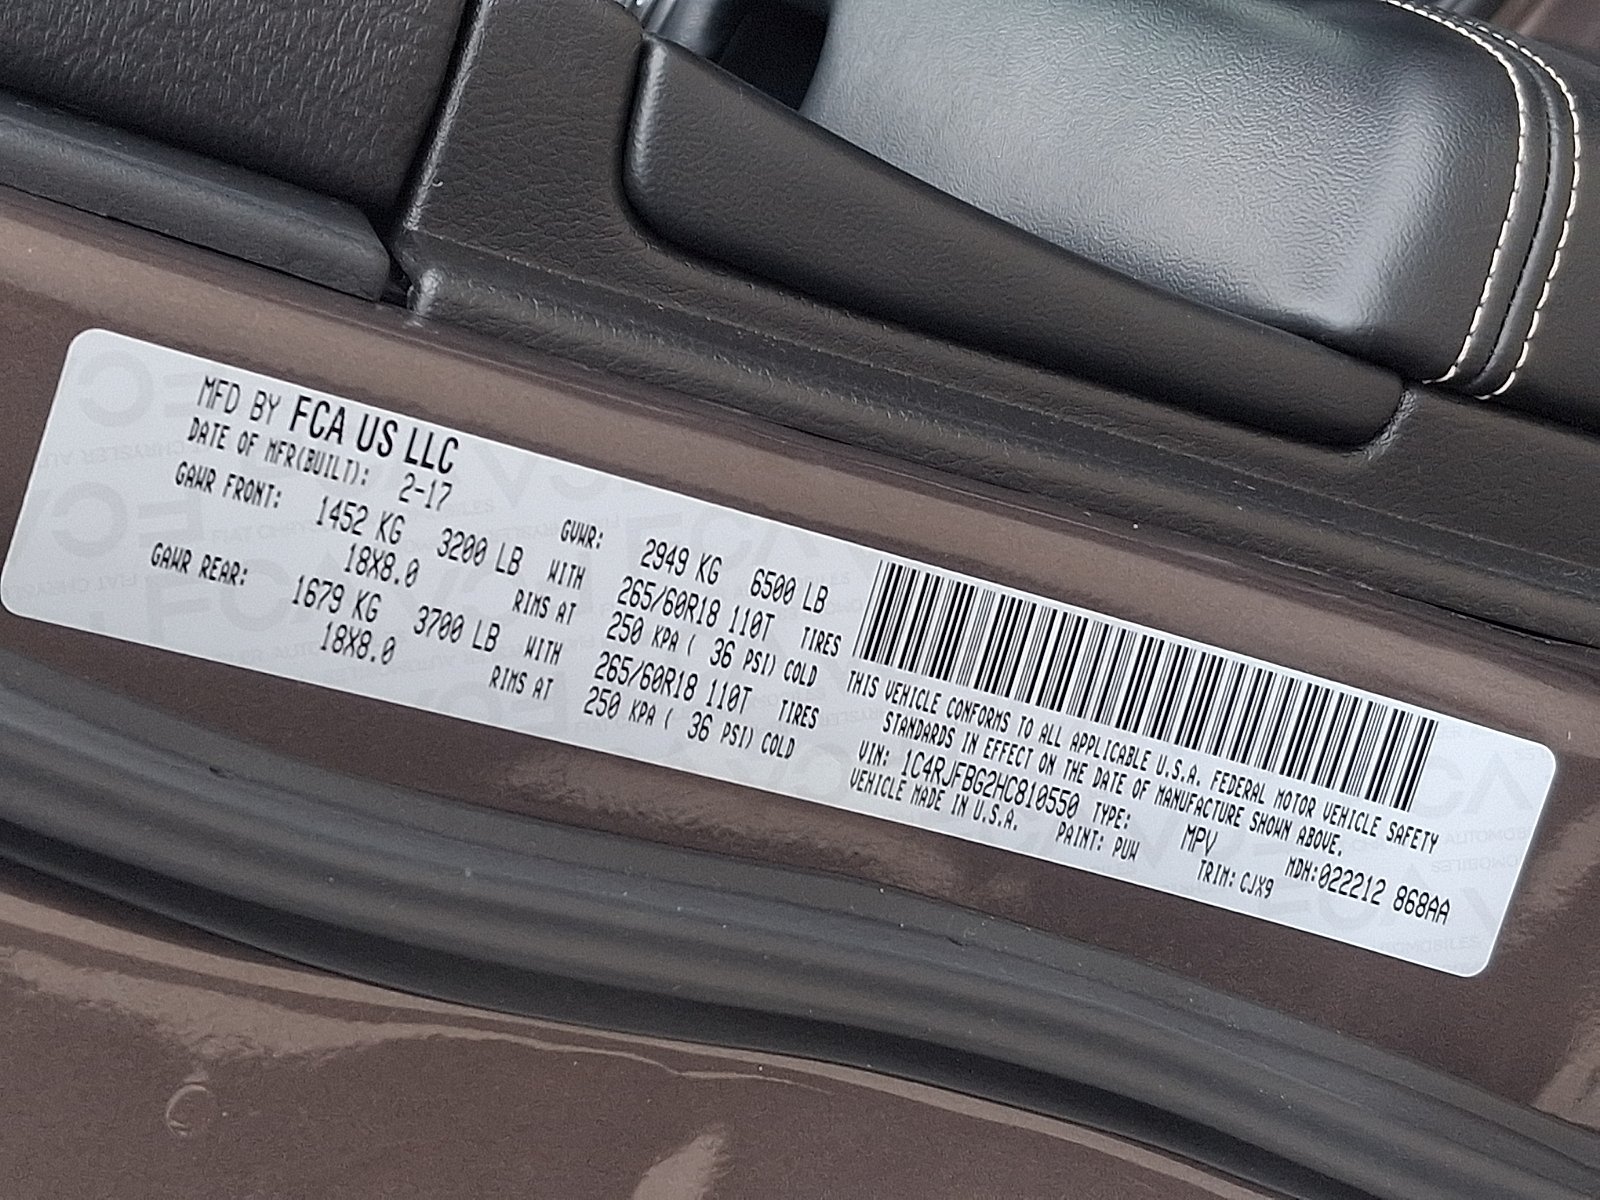 MFD BY FCA US LLC
DATE OF MFR(BUILT): 2-17
GVWR: 2949 KG 6500 LB
GAWR FRONT: 1452 KG 3200 LB WITH 265/60R18 110T TIRES
18X8.0 RIMS AT 250 KPA ( 36 PSI) COLD
GAWR REAR: 1679 KG 3700 LB WITH 265/60R18 110T TIRES
18X8.0 RIMS AT 250 KPA ( 36 PSI) COLD
THIS VEHICLE CONFORMS TO ALL APPLICABLE U.S.A. FEDERAL MOTOR VEHICLE SAFETY
STANDARDS IN EFFECT ON THE DATE OF MANUFACTURE SHOWN ABOVE.
VIN: 1C4RJFBG2HC810550 TYPE: MPV MDH:022212 868AA
VEHICLE MADE IN U.S.A. PAINT: PUW TRIM: CJX9